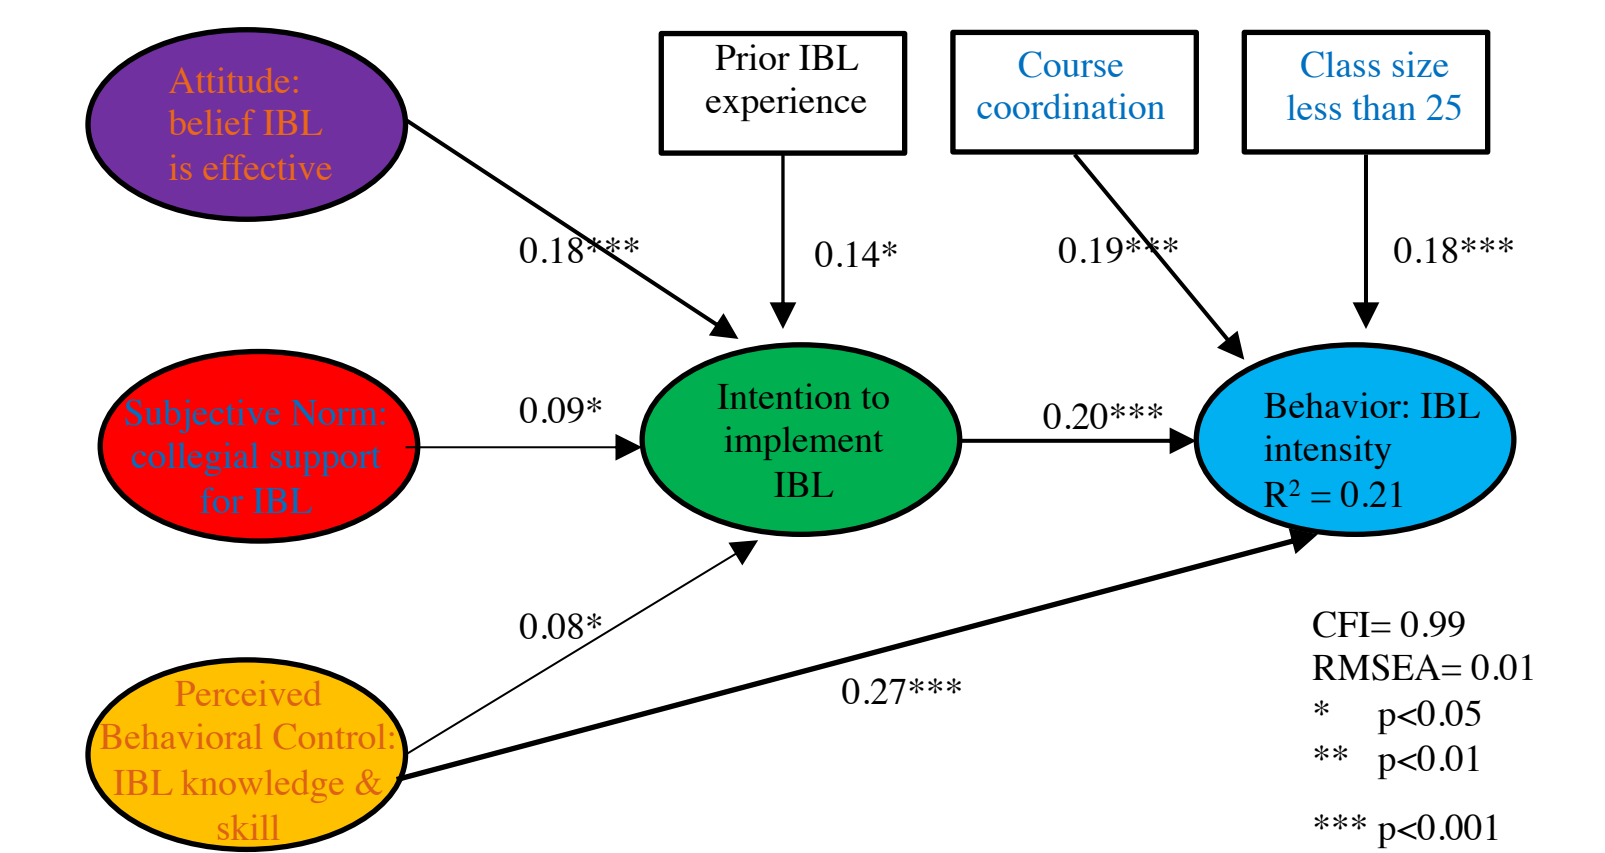 Attitude:
belief IBL
is effective
Prior IBL
experience
Course
coordination
Class size
less than 25
0.18***
0.14*
0.19***
0.18***
Subjective Norm:
collegial support
for IBL
0.09*
Intention to
implement
IBL
0.20***
Behavior: IBL
intensity
R² = 0.21
0.08*
0.27***
Perceived
Behavioral Control:
IBL knowledge &
skill
CFI= 0.99
RMSEA= 0.01
* p<0.05
** p<0.01
*** p<0.001